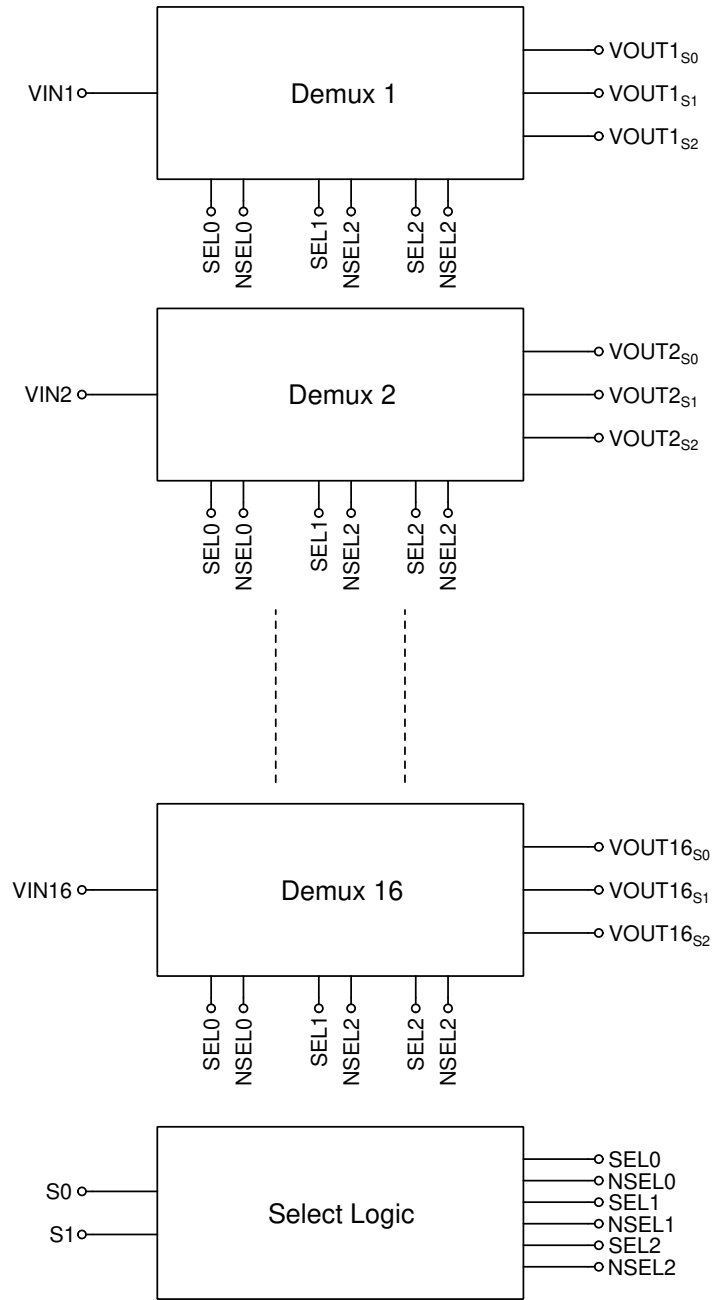 VIN1
Demux 1
VOUT1S0
VOUT1S1
VOUT1S2
SEL0
NSEL0
SEL1
NSEL2
SEL2
NSEL2
VIN2
Demux 2
VOUT2S0
VOUT2S1
VOUT2S2
SEL0
NSEL0
SEL1
NSEL2
SEL2
NSEL2
VIN16
Demux 16
VOUT16S0
VOUT16S1
VOUT16S2
SEL0
NSEL0
SEL1
NSEL2
SEL2
NSEL2
S0
S1
Select Logic
SEL0
NSEL0
SEL1
NSEL1
SEL2
NSEL2